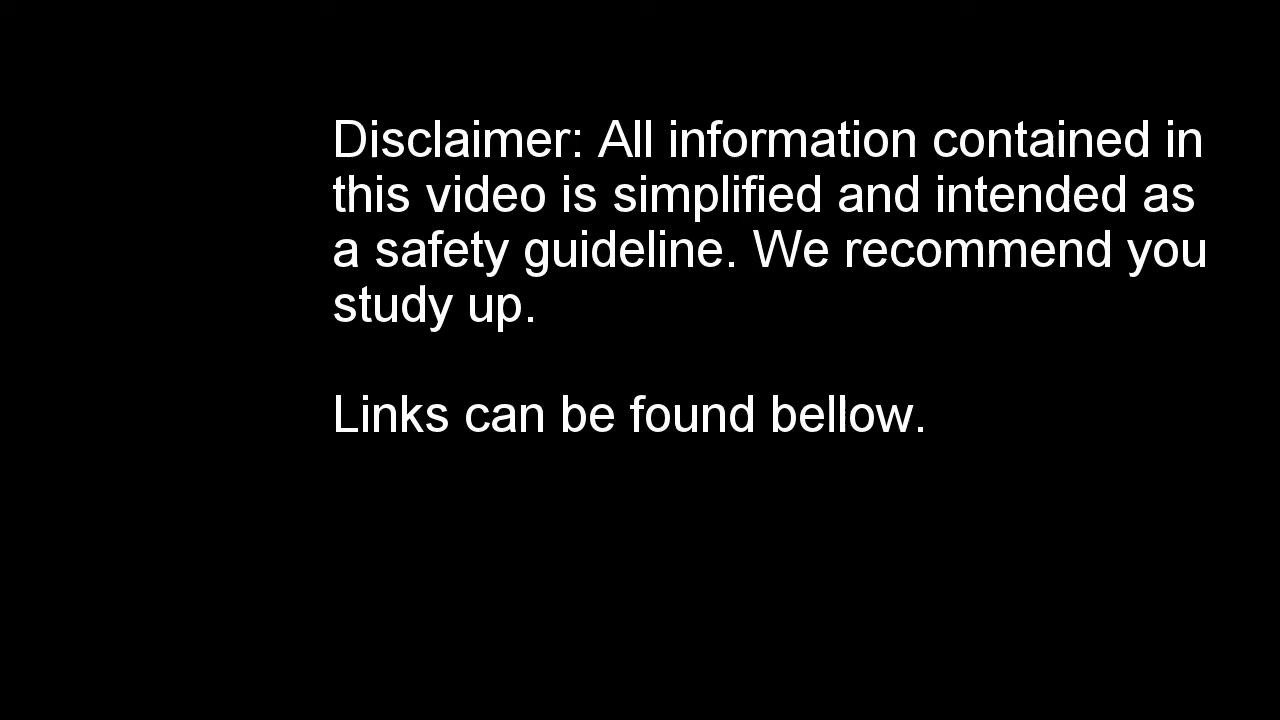 Disclaimer: All information contained in
this video is simplified and intended as
a safety guideline. We recommend you
study up.
Links can be found bellow.